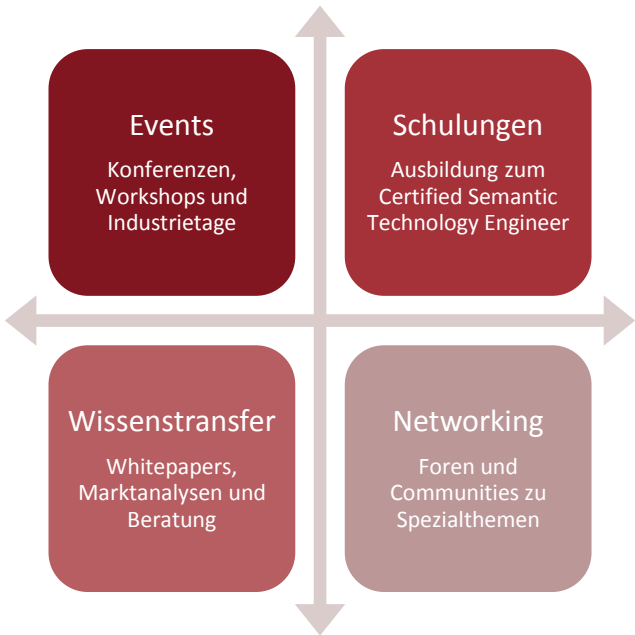 Events
Konferenzen,
Workshops und
Industrietage
Schulungen
Ausbildung zum
Certified Semantic
Technology Engineer
Wissenstransfer
Whitepapers,
Marktanalysen und
Beratung
Networking
Foren und
Communities zu
Spezialthemen